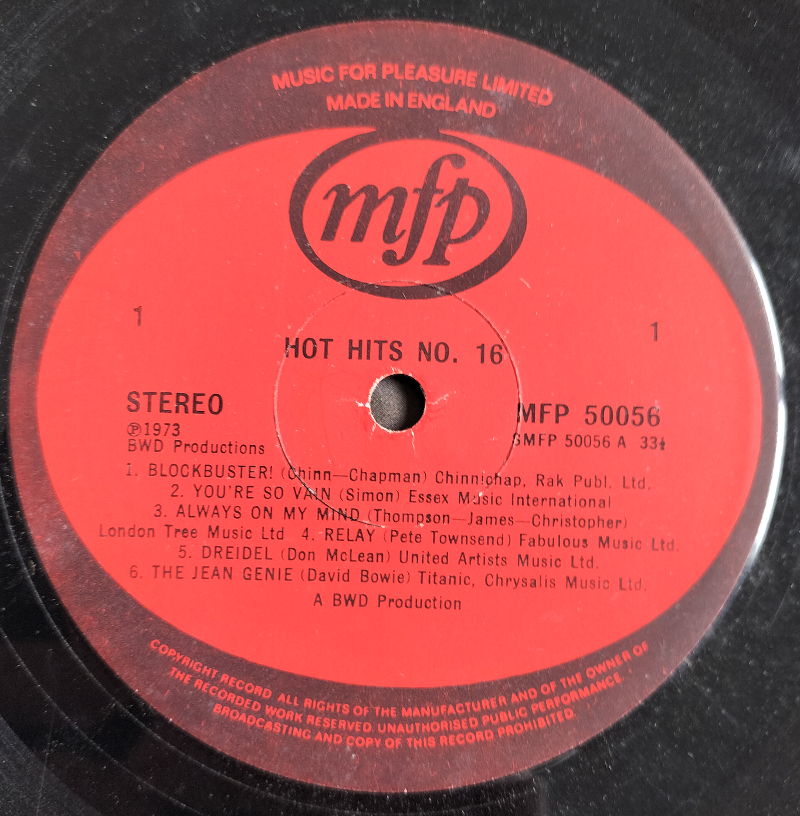 MUSIC FOR PLEASURE LIMITED
MADE IN ENGLAND
mfp
1
1
HOT HITS NO. 16
STEREO
MFP 50056
℗1973
SMFP 50056 A 33⅓
BWD Productions
1. BLOCKBUSTER! (Chinn—Chapman) Chinnichap, Rak Publ. Ltd.
2. YOU'RE SO VAIN (Simon) Essex Music International
3. ALWAYS ON MY MIND (Thompson—James—Christopher)
London Tree Music Ltd 4. RELAY (Pete Townsend) Fabulous Music Ltd.
5. DREIDEL (Don McLean) United Artists Music Ltd.
6. THE JEAN GENIE (David Bowie) Titanic, Chrysalis Music Ltd.
A BWD Production
COPYRIGHT RECORD ALL RIGHTS OF THE MANUFACTURER AND OF THE OWNER OF
THE RECORDED WORK RESERVED. UNAUTHORISED PUBLIC PERFORMANCE
BROADCASTING AND COPY OF THIS RECORD PROHIBITED.